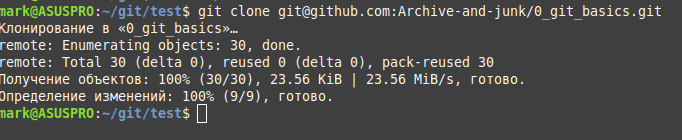 mark@ASUSPRO:~/git/test$ git clone git@github.com:Archive-and-junk/0_git_basics.git
Клонирование в «0_git_basics»…
remote: Enumerating objects: 30, done.
remote: Total 30 (delta 0), reused 0 (delta 0), pack-reused 30
Получение объектов: 100% (30/30), 23.56 KiB | 23.56 MiB/s, готово.
Определение изменений: 100% (9/9), готово.
mark@ASUSPRO:~/git/test$